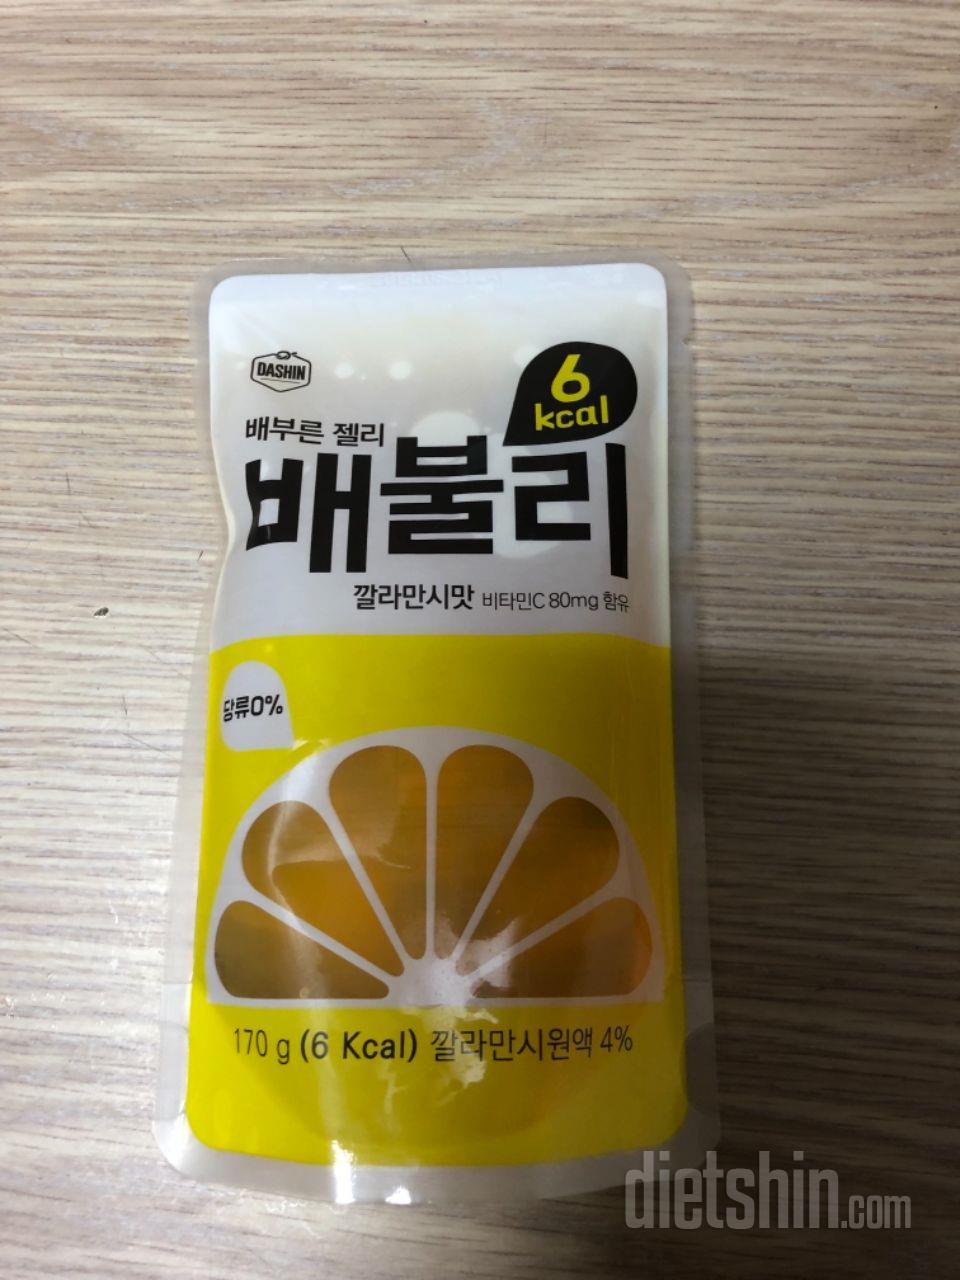 DASHIN
6
kcal
배부른 젤리
배불리
깔라만시맛 비타민C 80mg 함유
당류0%
170 g (6 Kcal) 깔라만시원액 4%
dietshin.com